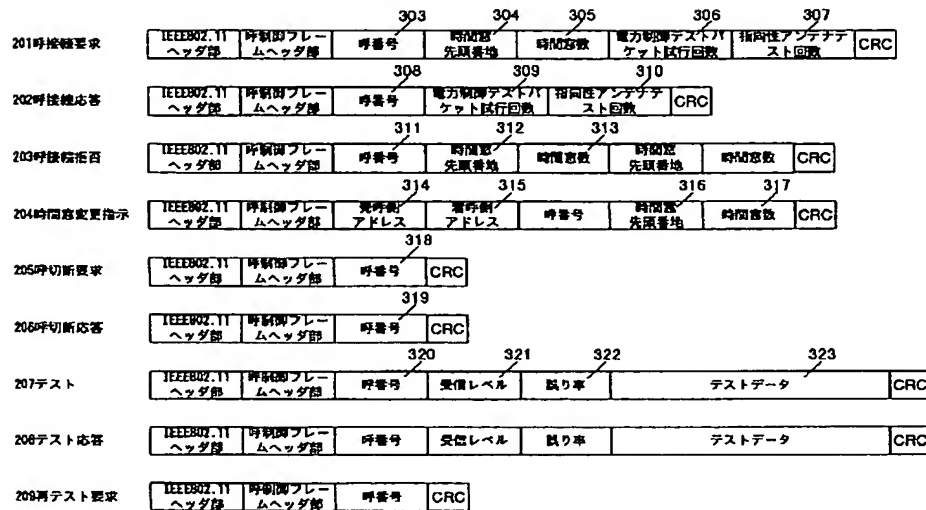 303 304 305 306 307
201呼接続要求 IEEE802.11ヘッダ部 呼制御フレームヘッダ部 呼番号 時間窓先頭番地 時間窓数 電力制御テストパケット試行回数 指向性アンテナテスト回数 CRC
308 309 310
202呼接続応答 IEEE802.11ヘッダ部 呼制御フレームヘッダ部 呼番号 電力制御テストパケット試行回数 指向性アンテナテスト回数 CRC
311 312 313
203呼接続拒否 IEEE802.11ヘッダ部 呼制御フレームヘッダ部 呼番号 時間窓先頭番地 時間窓数 時間窓先頭番地 時間窓数 CRC
314 315 316 317
204時間窓変更指示 IEEE802.11ヘッダ部 呼制御フレームヘッダ部 発呼側アドレス 着呼側アドレス 呼番号 時間窓先頭番地 時間窓数 CRC
318
205呼切断要求 IEEE802.11ヘッダ部 呼制御フレームヘッダ部 呼番号 CRC
319
206呼切断応答 IEEE802.11ヘッダ部 呼制御フレームヘッダ部 呼番号 CRC
320 321 322 323
207テスト IEEE802.11ヘッダ部 呼制御フレームヘッダ部 呼番号 受信レベル 誤り率 テストデータ CRC
208テスト応答 IEEE802.11ヘッダ部 呼制御フレームヘッダ部 呼番号 受信レベル 誤り率 テストデータ CRC
209再テスト要求 IEEE802.11ヘッダ部 呼制御フレームヘッダ部 呼番号 CRC